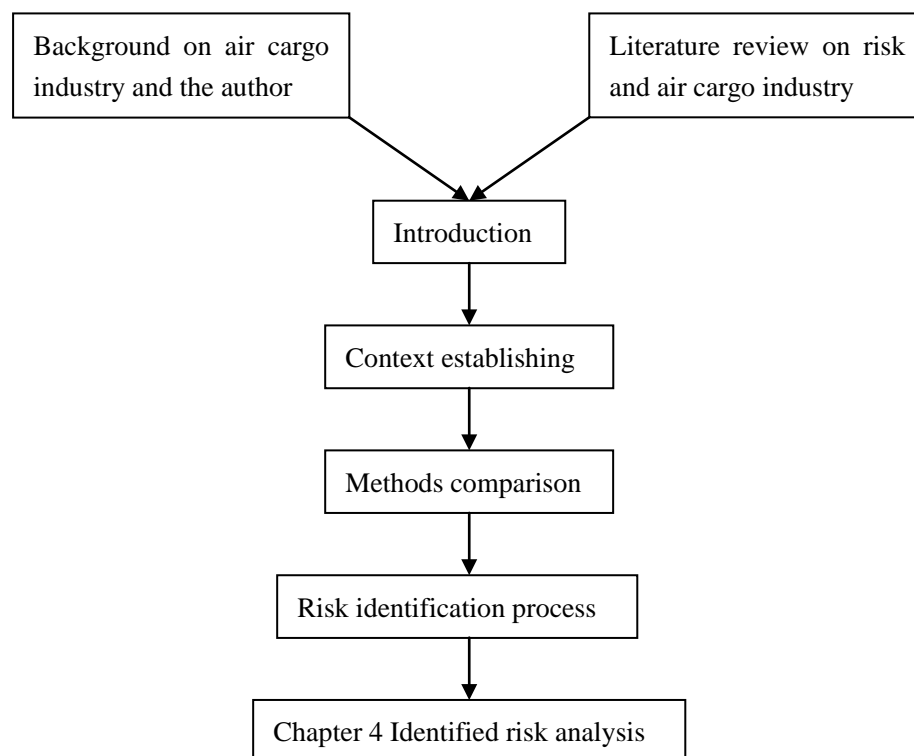 Background on air cargo
industry and the author
Literature review on risk
and air cargo industry
Introduction
Context establishing
Methods comparison
Risk identification process
Chapter 4 Identified risk analysis